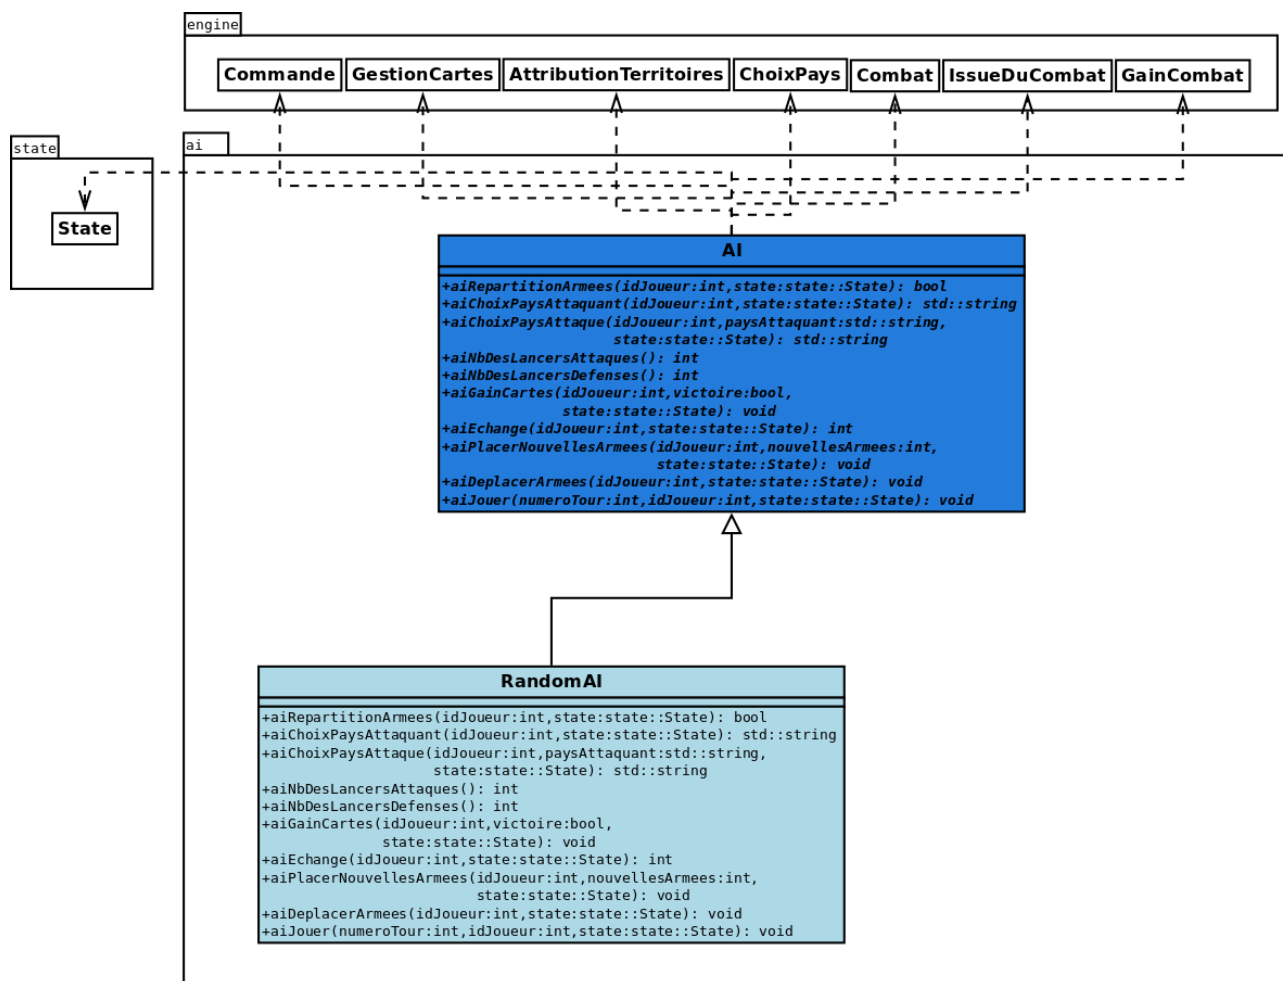 engine
Commande
GestionCartes
AttributionTerritoires
ChoixPays
Combat
IssueDuCombat
GainCombat
state
State
ai
AI
+aiRepartitionArmees(idJoueur:int,state:state::State): bool
+aiChoixPaysAttaquant(idJoueur:int,state:state::State): std::string
+aiChoixPaysAttaque(idJoueur:int,paysAttaquant:std::string,
state:state::State): std::string
+aiNbDesLancersAttaques(): int
+aiNbDesLancersDefenses(): int
+aiGainCartes(idJoueur:int,victoire:bool,
state:state::State): void
+aiEchange(idJoueur:int,state:state::State): int
+aiPlacerNouvellesArmees(idJoueur:int,nouvellesArmees:int,
state:state::State): void
+aiDeplacerArmees(idJoueur:int,state:state::State): void
+aiJouer(numeroTour:int,idJoueur:int,state:state::State): void
RandomAI
+aiRepartitionArmees(idJoueur:int,state:state::State): bool
+aiChoixPaysAttaquant(idJoueur:int,state:state::State): std::string
+aiChoixPaysAttaque(idJoueur:int,paysAttaquant:std::string,
state:state::State): std::string
+aiNbDesLancersAttaques(): int
+aiNbDesLancersDefenses(): int
+aiGainCartes(idJoueur:int,victoire:bool,
state:state::State): void
+aiEchange(idJoueur:int,state:state::State): int
+aiPlacerNouvellesArmees(idJoueur:int,nouvellesArmees:int,
state:state::State): void
+aiDeplacerArmees(idJoueur:int,state:state::State): void
+aiJouer(numeroTour:int,idJoueur:int,state:state::State): void